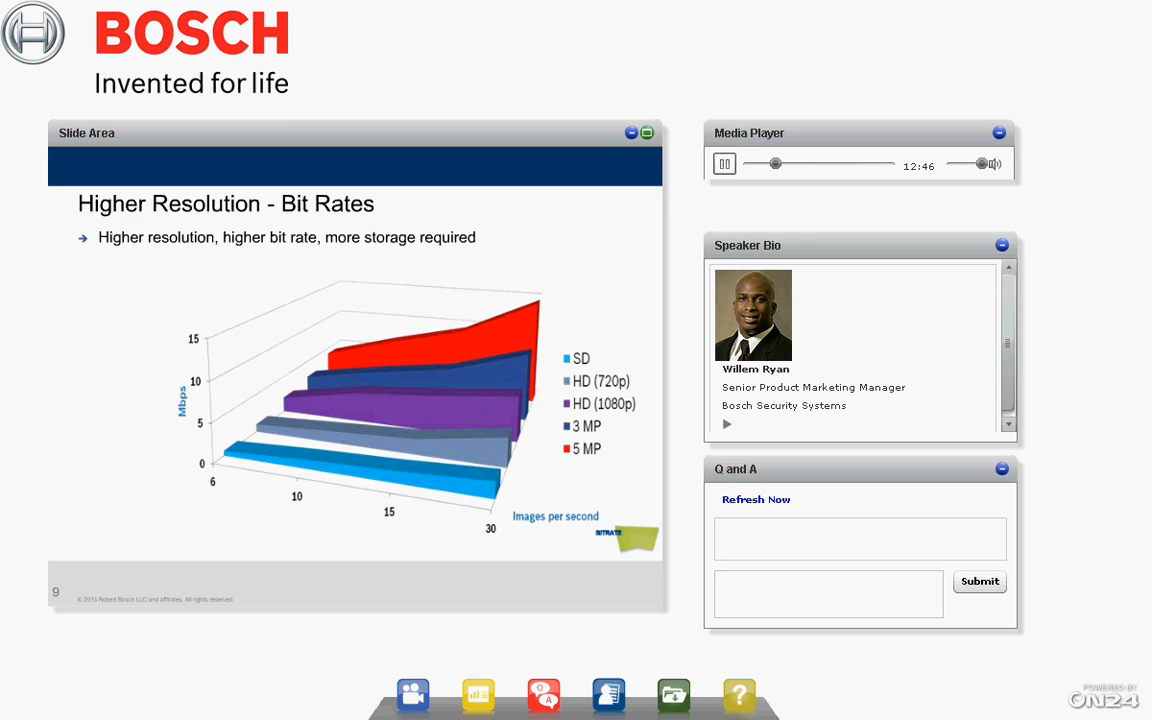 BOSCH
Invented for life
Slide Area
Higher Resolution - Bit Rates
Higher resolution, higher bit rate, more storage required
15
10
5
0
Mbps
6
10
15
30
Images per second
SD
HD (720p)
HD (1080p)
3 MP
5 MP
BITRATE
9
© 2013 Robert Bosch LLC and affiliates. All rights reserved.
Media Player
12:46
Speaker Bio
Willem Ryan
Senior Product Marketing Manager
Bosch Security Systems
Q and A
Refresh Now
Submit
Q
A
?
POWERED BY
ON24